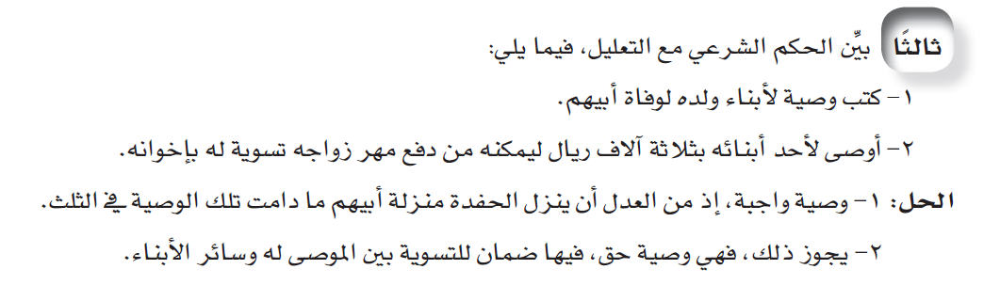 ثالثًا بيِّن الحكم الشرعي مع التعليل، فيما يلي:
١- كتب وصية لأبناء ولده لوفاة أبيهم.
٢- أوصى لأحد أبنائه بثلاثة آلاف ريال ليمكنه من دفع مهر زواجه تسوية له بإخوانه.
الحل: ١- وصية واجبة، إذ من العدل أن ينزل الحفدة منزلة أبيهم ما دامت تلك الوصية في الثلث.
٢- يجوز ذلك، فهي وصية حق، فيها ضمان للتسوية بين الموصى له وسائر الأبناء.